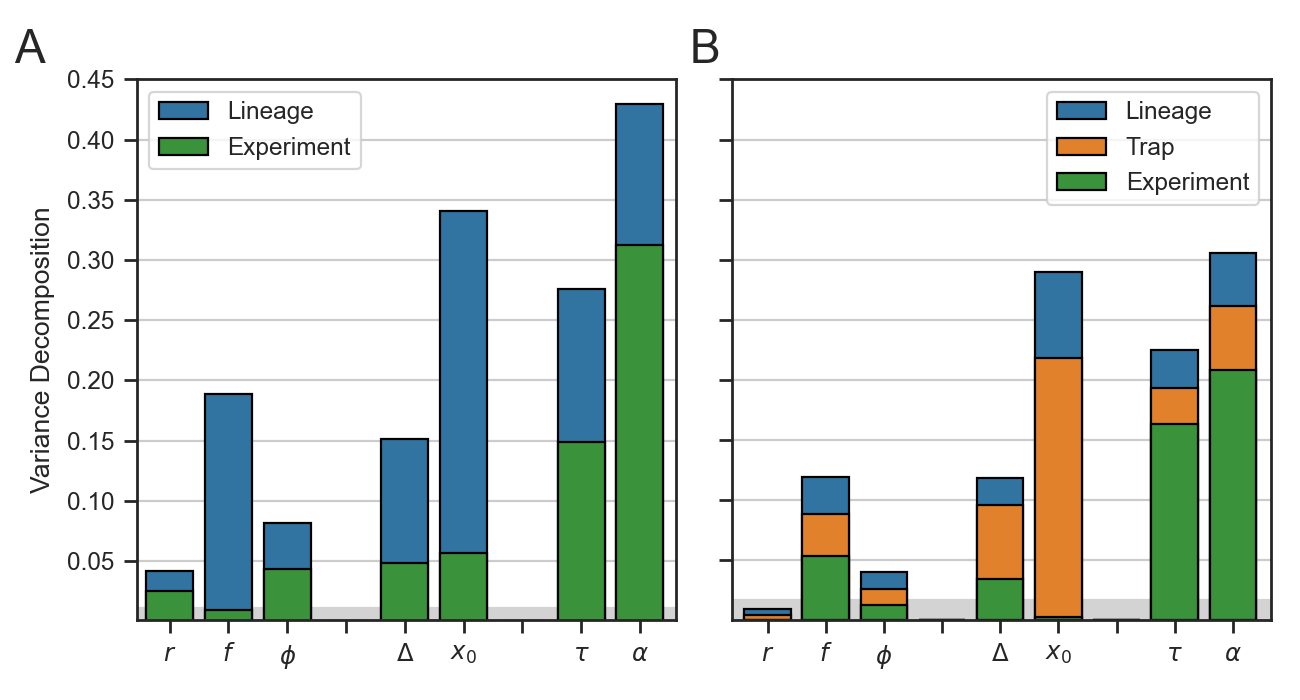 A
B
Variance Decomposition
0.45
0.40
0.35
0.30
0.25
0.20
0.15
0.10
0.05
Lineage
Experiment
r f ϕ Δ x₀ τ α
Lineage
Trap
Experiment
r f ϕ Δ x₀ τ α